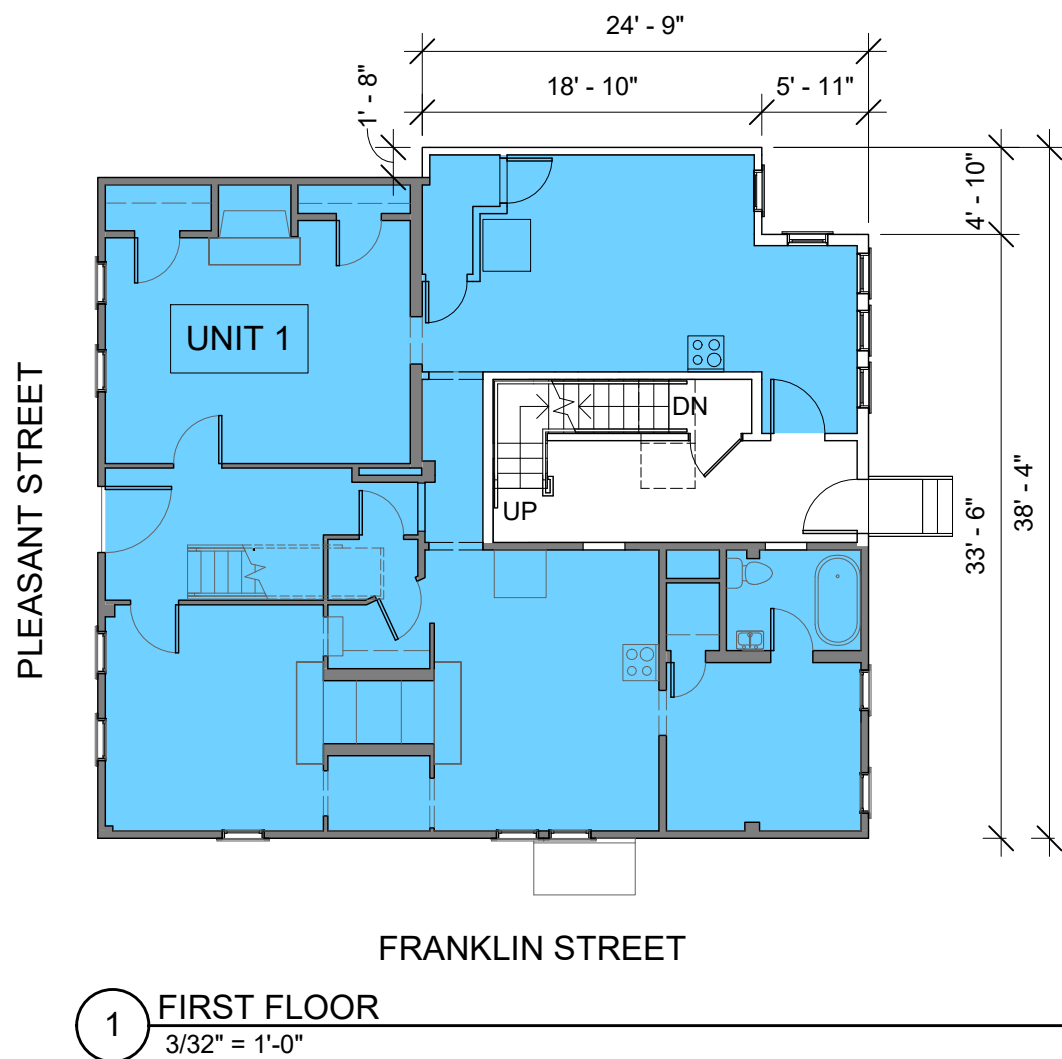 24' - 9"
18' - 10"
5' - 11"
1' - 8"
4' - 10"
UNIT 1
DN
PLEASANT STREET
UP
33' - 6"
38' - 4"
FRANKLIN STREET
1
FIRST FLOOR
3/32" = 1'-0"